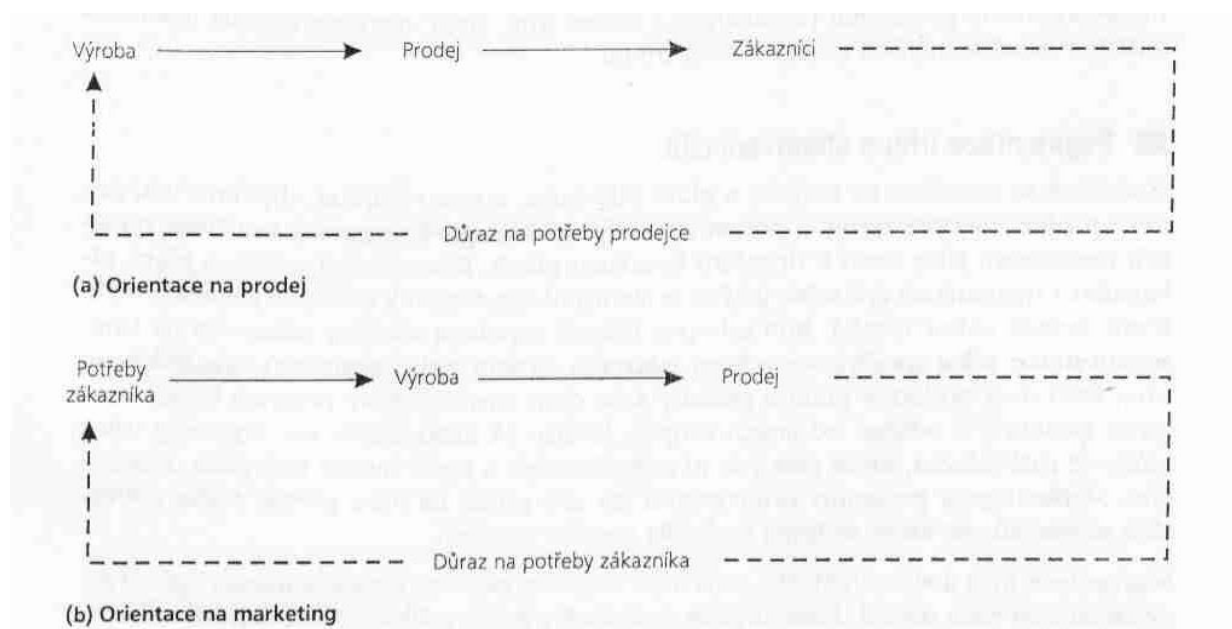 Výroba Prodej Zákazníci
Důraz na potřeby prodejce
(a) Orientace na prodej
Potřeby
zákazníka Výroba Prodej
Důraz na potřeby zákazníka
(b) Orientace na marketing